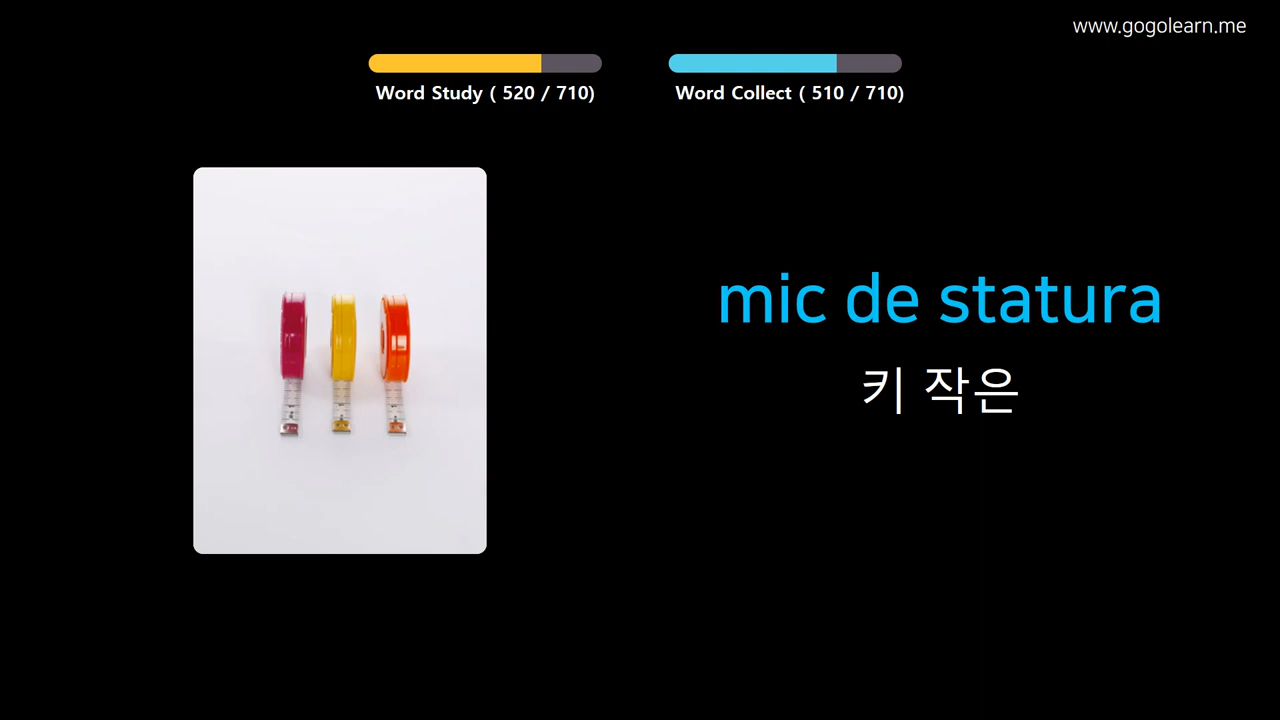 www.gogolearn.me
Word Study ( 520 / 710)
Word Collect ( 510 / 710)
mic de statura
키 작은